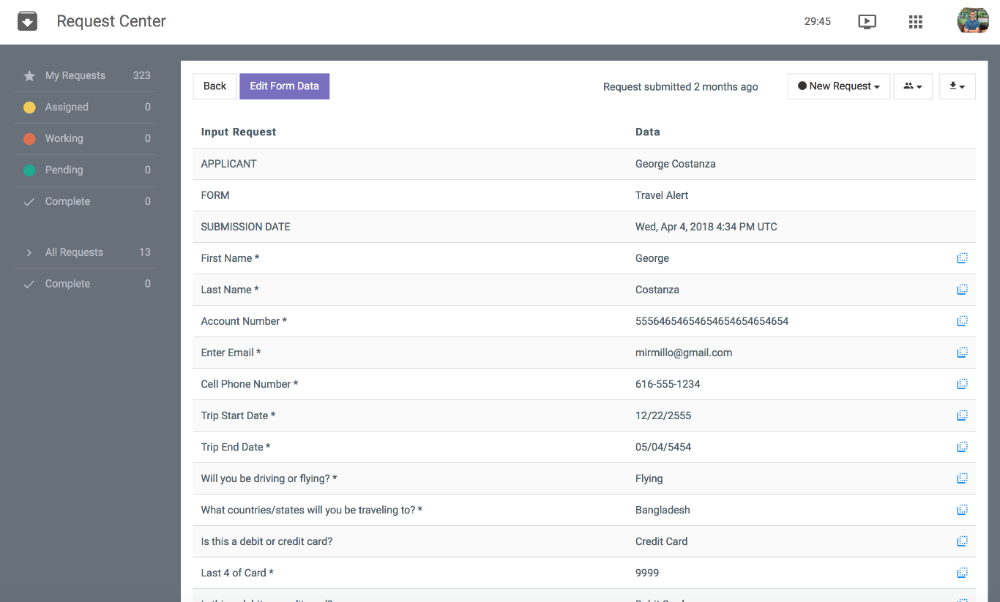 Request Center
29:45
My Requests 323
Assigned 0
Working 0
Pending 0
Complete 0
All Requests 13
Complete 0
Back Edit Form Data Request submitted 2 months ago New Request
Input Request Data
APPLICANT George Costanza
FORM Travel Alert
SUBMISSION DATE Wed, Apr 4, 2018 4:34 PM UTC
First Name * George
Last Name * Costanza
Account Number * 55564654654654654654654654
Enter Email * mirmillo@gmail.com
Cell Phone Number * 616-555-1234
Trip Start Date * 12/22/2555
Trip End Date * 05/04/5454
Will you be driving or flying? * Flying
What countries/states will you be traveling to? * Bangladesh
Is this a debit or credit card? Credit Card
Last 4 of Card * 9999